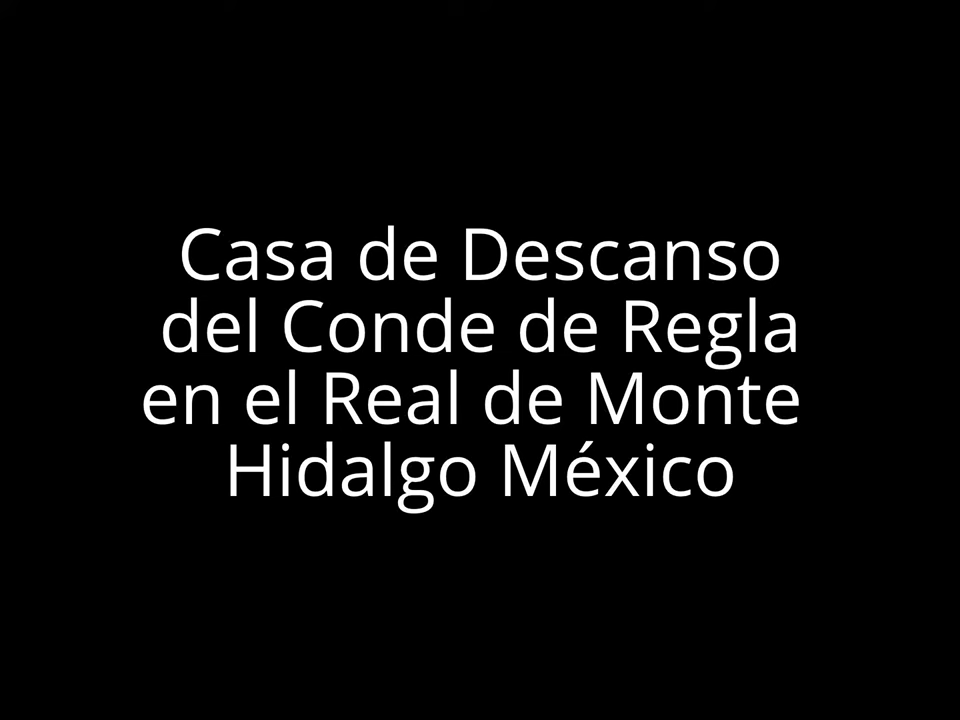 Casa de Descanso
del Conde de Regla
en el Real de Monte
Hidalgo México